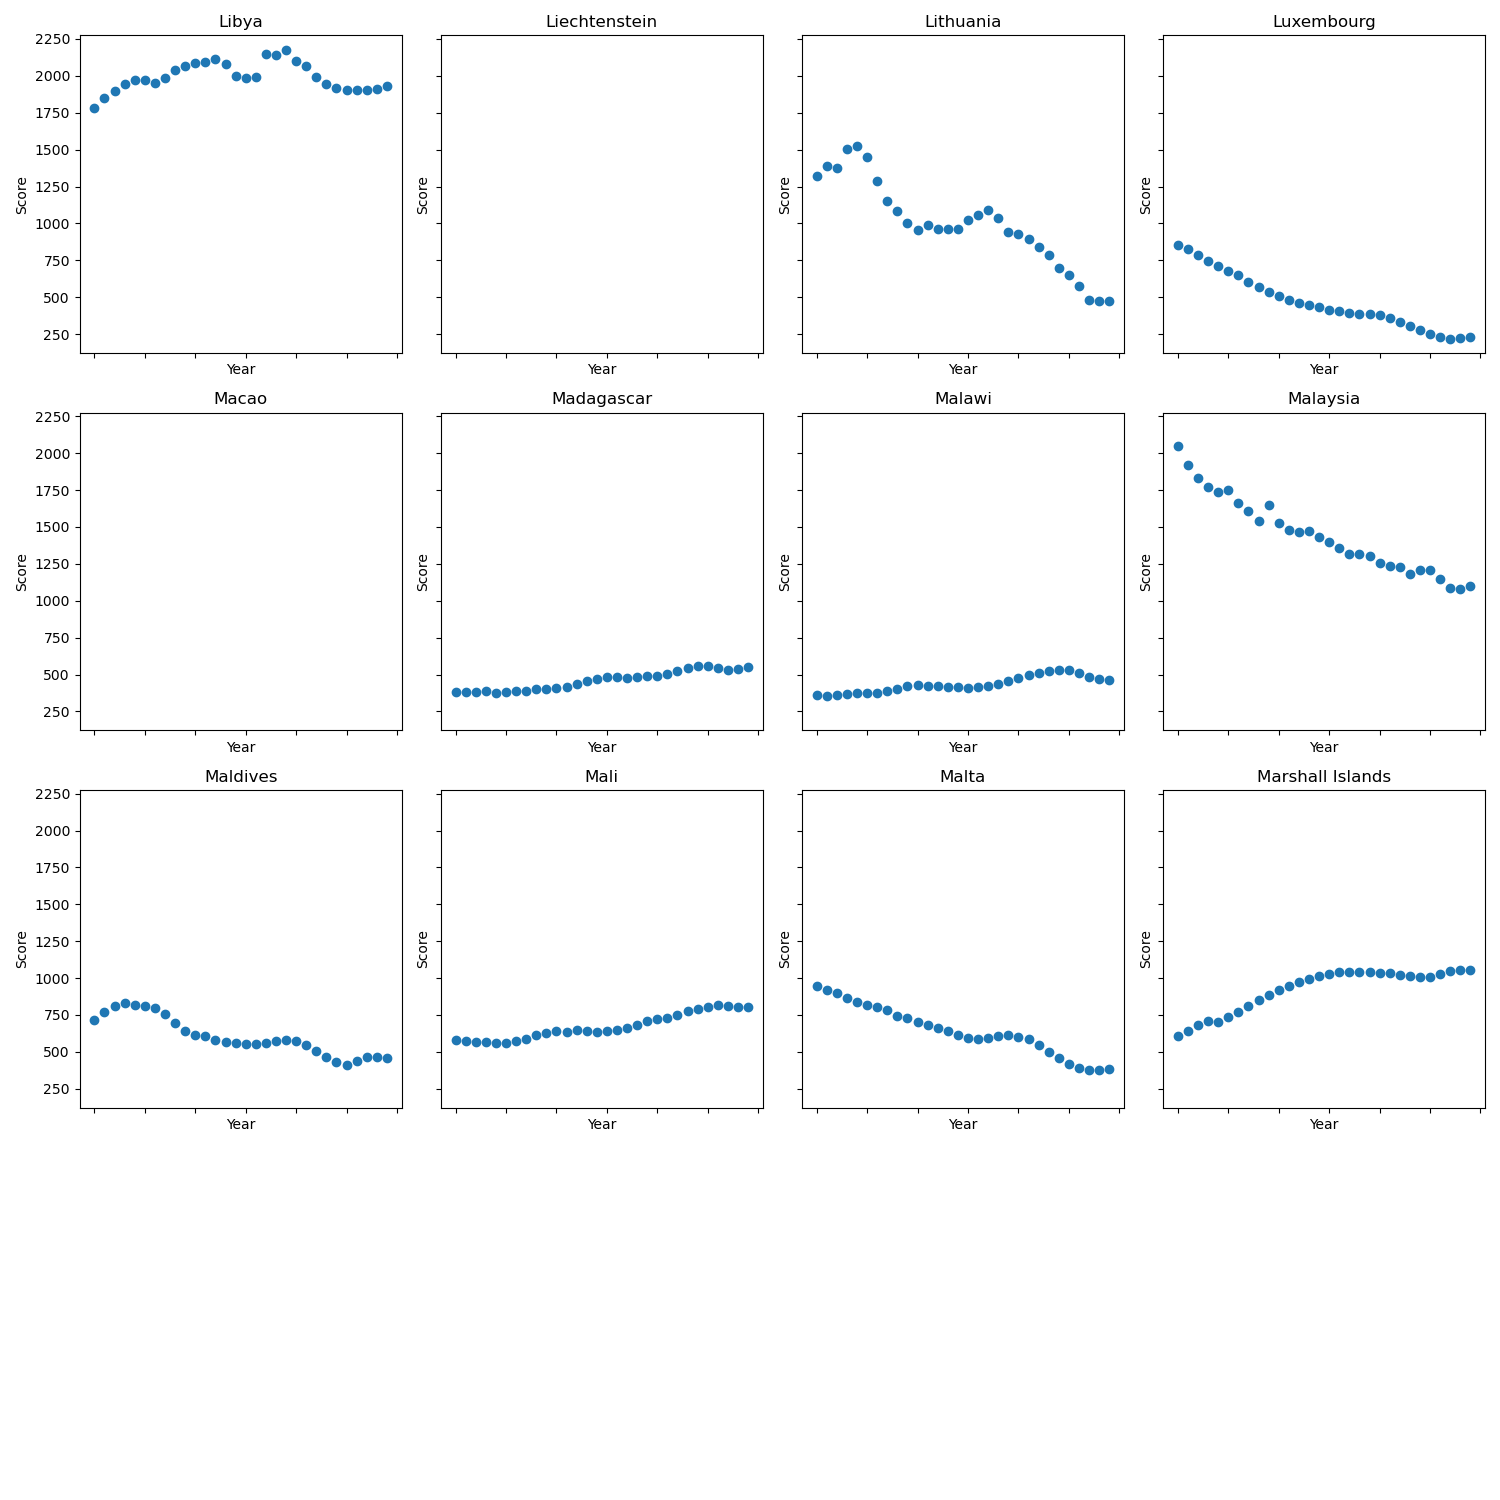 Libya
Liechtenstein
Lithuania
Luxembourg
2250
2000
1750
1500
1250
1000
750
500
250
Score
Score
Score
Score
Year
Year
Year
Year
Macao
Madagascar
Malawi
Malaysia
2250
2000
1750
1500
1250
1000
750
500
250
Score
Score
Score
Score
Year
Year
Year
Year
Maldives
Mali
Malta
Marshall Islands
2250
2000
1750
1500
1250
1000
750
500
250
Score
Score
Score
Score
Year
Year
Year
Year